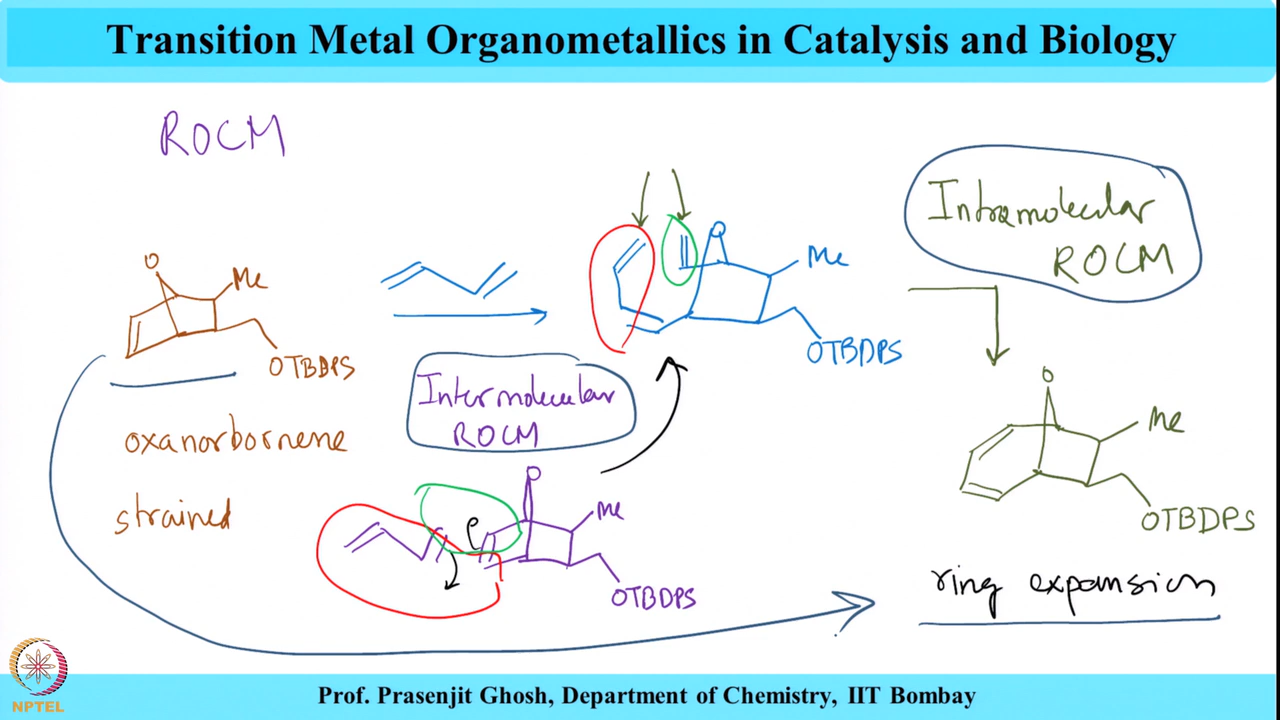 Transition Metal Organometallics in Catalysis and Biology
ROCM
O
Me
OTBDPS
oxanorbornene
strained
Intermolecular
ROCM
O
Me
OTBDPS
O
Me
OTBDPS
Intramolecular
ROCM
O
Me
OTBDPS
ring expansion
NPTEL
Prof. Prasenjit Ghosh, Department of Chemistry, IIT Bombay